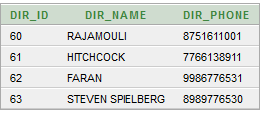 DIR_ID DIR_NAME DIR_PHONE
60 RAJAMOULI 8751611001
61 HITCHCOCK 7766138911
62 FARAN 9986776531
63 STEVEN SPIELBERG 8989776530